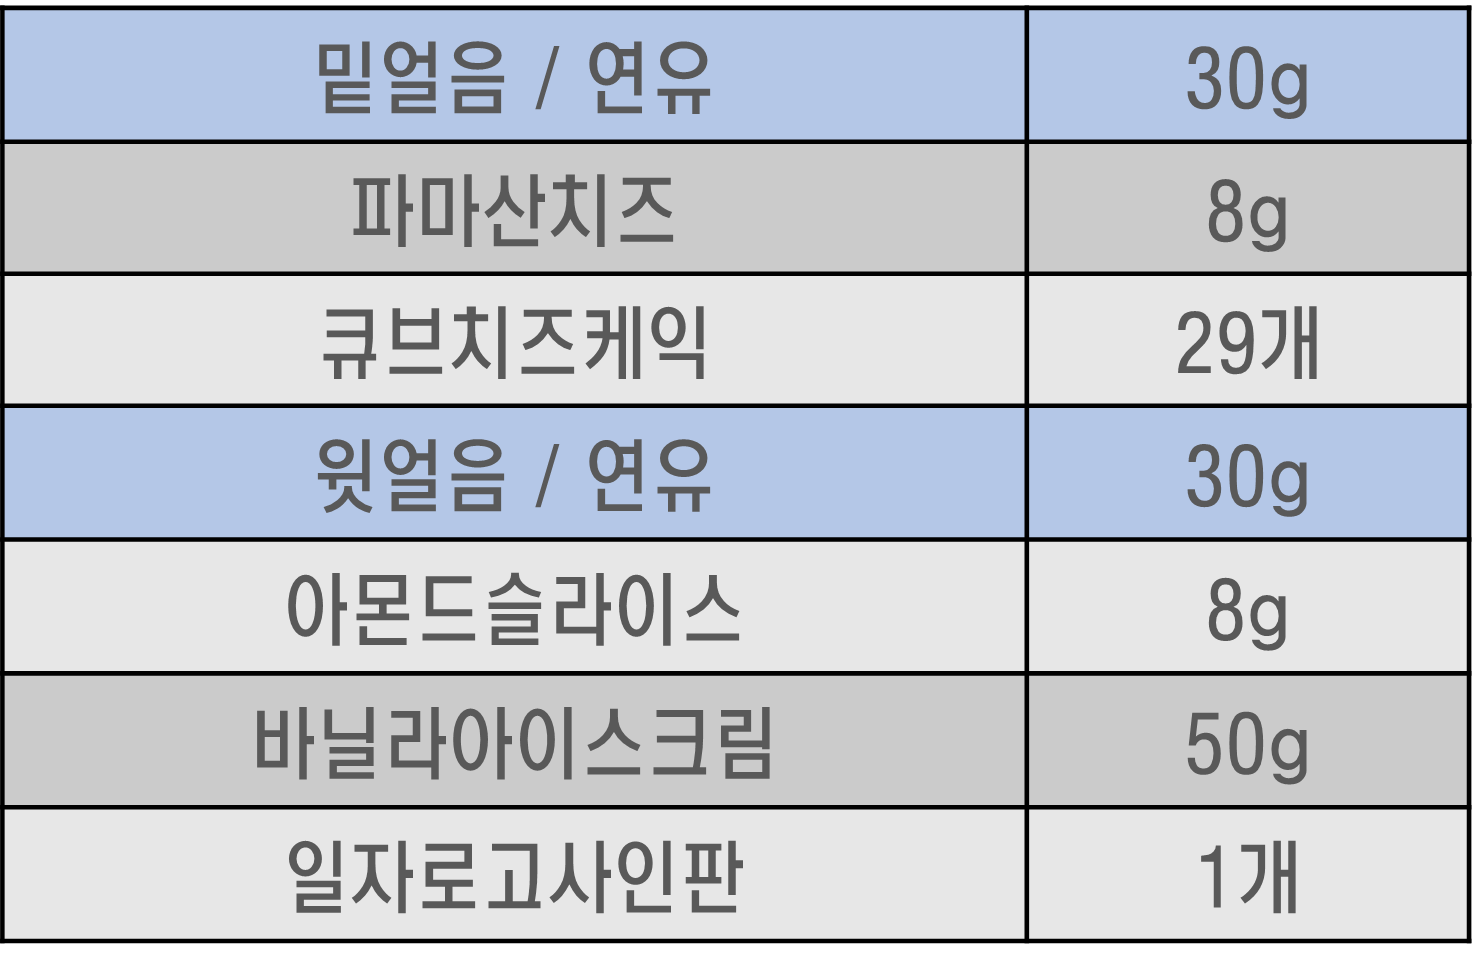 밑얼음 / 연유 30g
파마산치즈 8g
큐브치즈케익 29개
윗얼음 / 연유 30g
아몬드슬라이스 8g
바닐라아이스크림 50g
일자로고사인판 1개